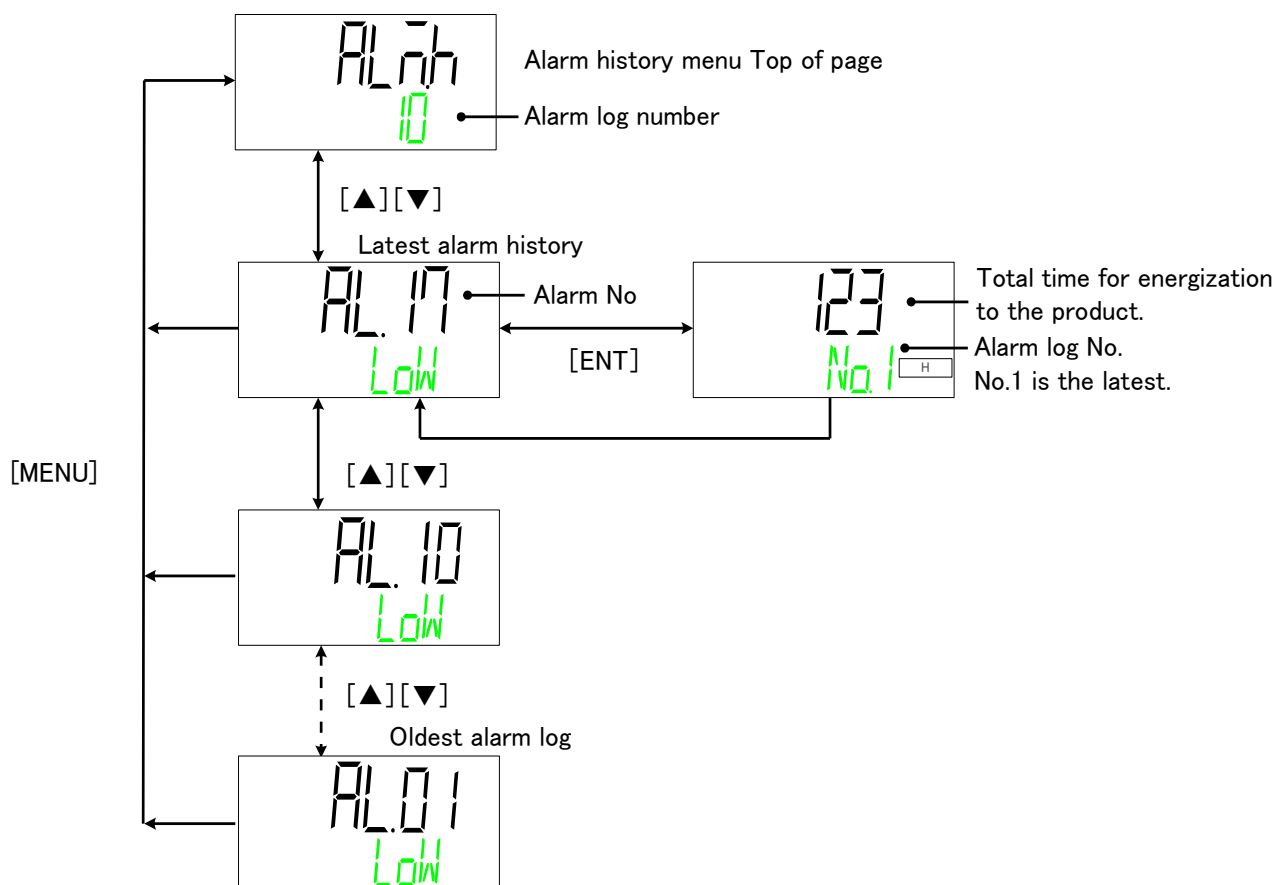 ALM.h
Alarm history menu Top of page
10
Alarm log number
[▲][▼]
Latest alarm history
AL.17
Alarm No
LoW
[ENT]
123
Total time for energization
to the product.
No.1
H
Alarm log No.
No.1 is the latest.
[MENU]
[▲][▼]
AL.10
LoW
[▲][▼]
Oldest alarm log
AL.01
LoW